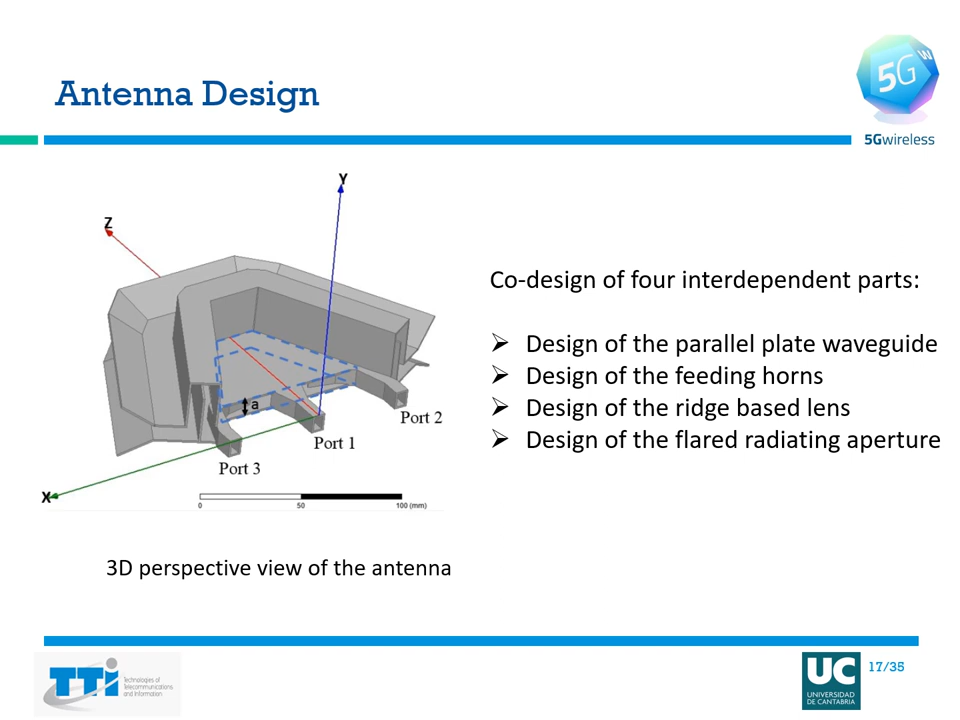 Antenna Design
5G
W
5Gwireless
Y
Z
a
Port 2
Port 1
Port 3
X
0
50
100 (mm)
Co-design of four interdependent parts:
Design of the parallel plate waveguide
Design of the feeding horns
Design of the ridge based lens
Design of the flared radiating aperture
3D perspective view of the antenna
TTi
Technologies of
Telecommunications
and Information
UC
UNIVERSIDAD
DE CANTABRIA
17/35